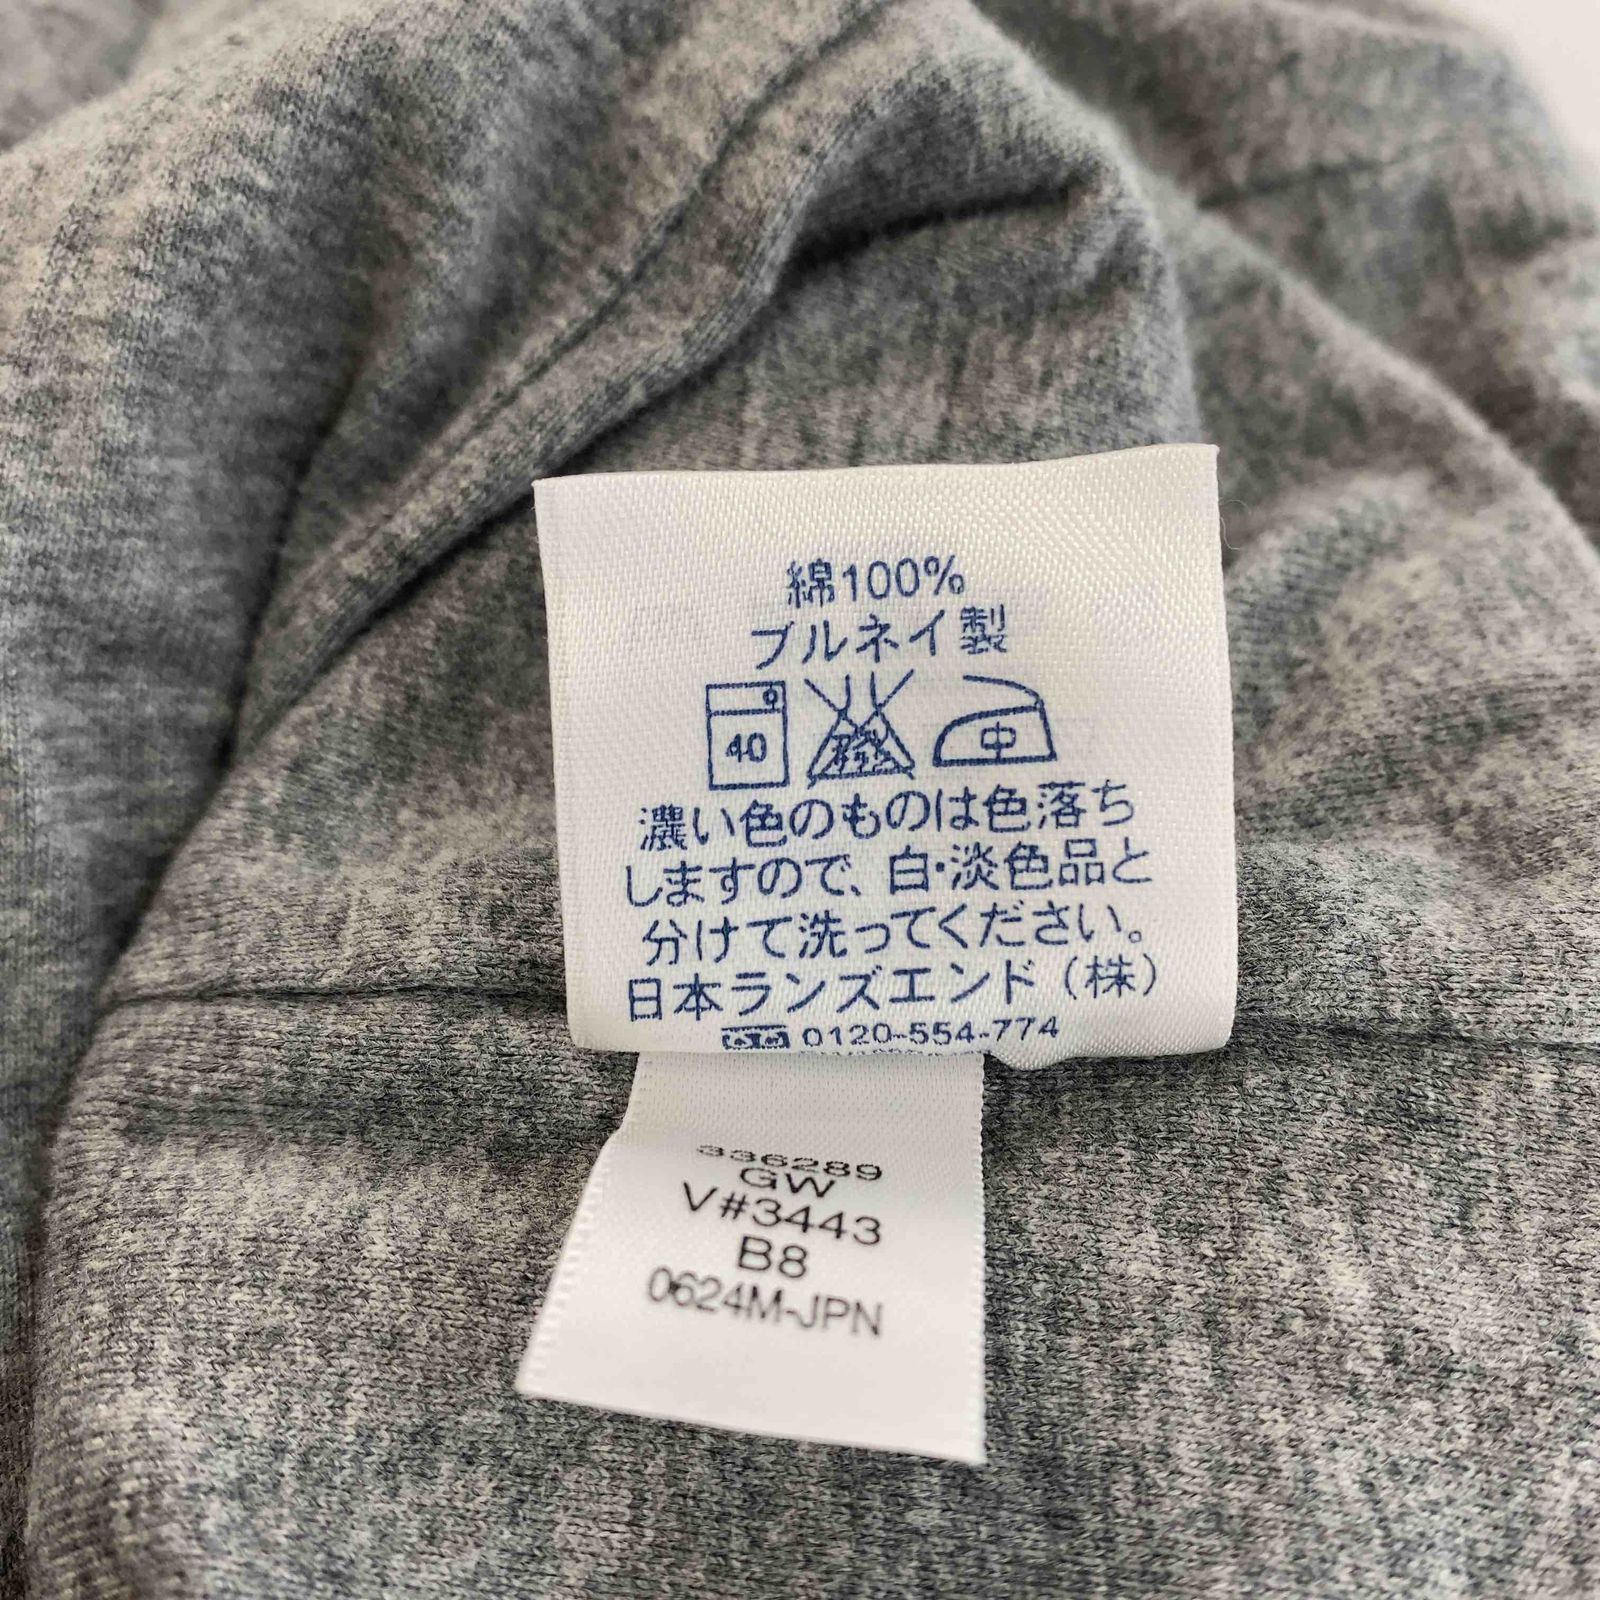 綿100%
ブルネイ製
40 中
濃い色のものは色落ち
しますので、白・淡色品と
分けて洗ってください。
日本ランズエンド(株)
0120-554-774
336289
GW
V#3443
B8
0624M-JPN